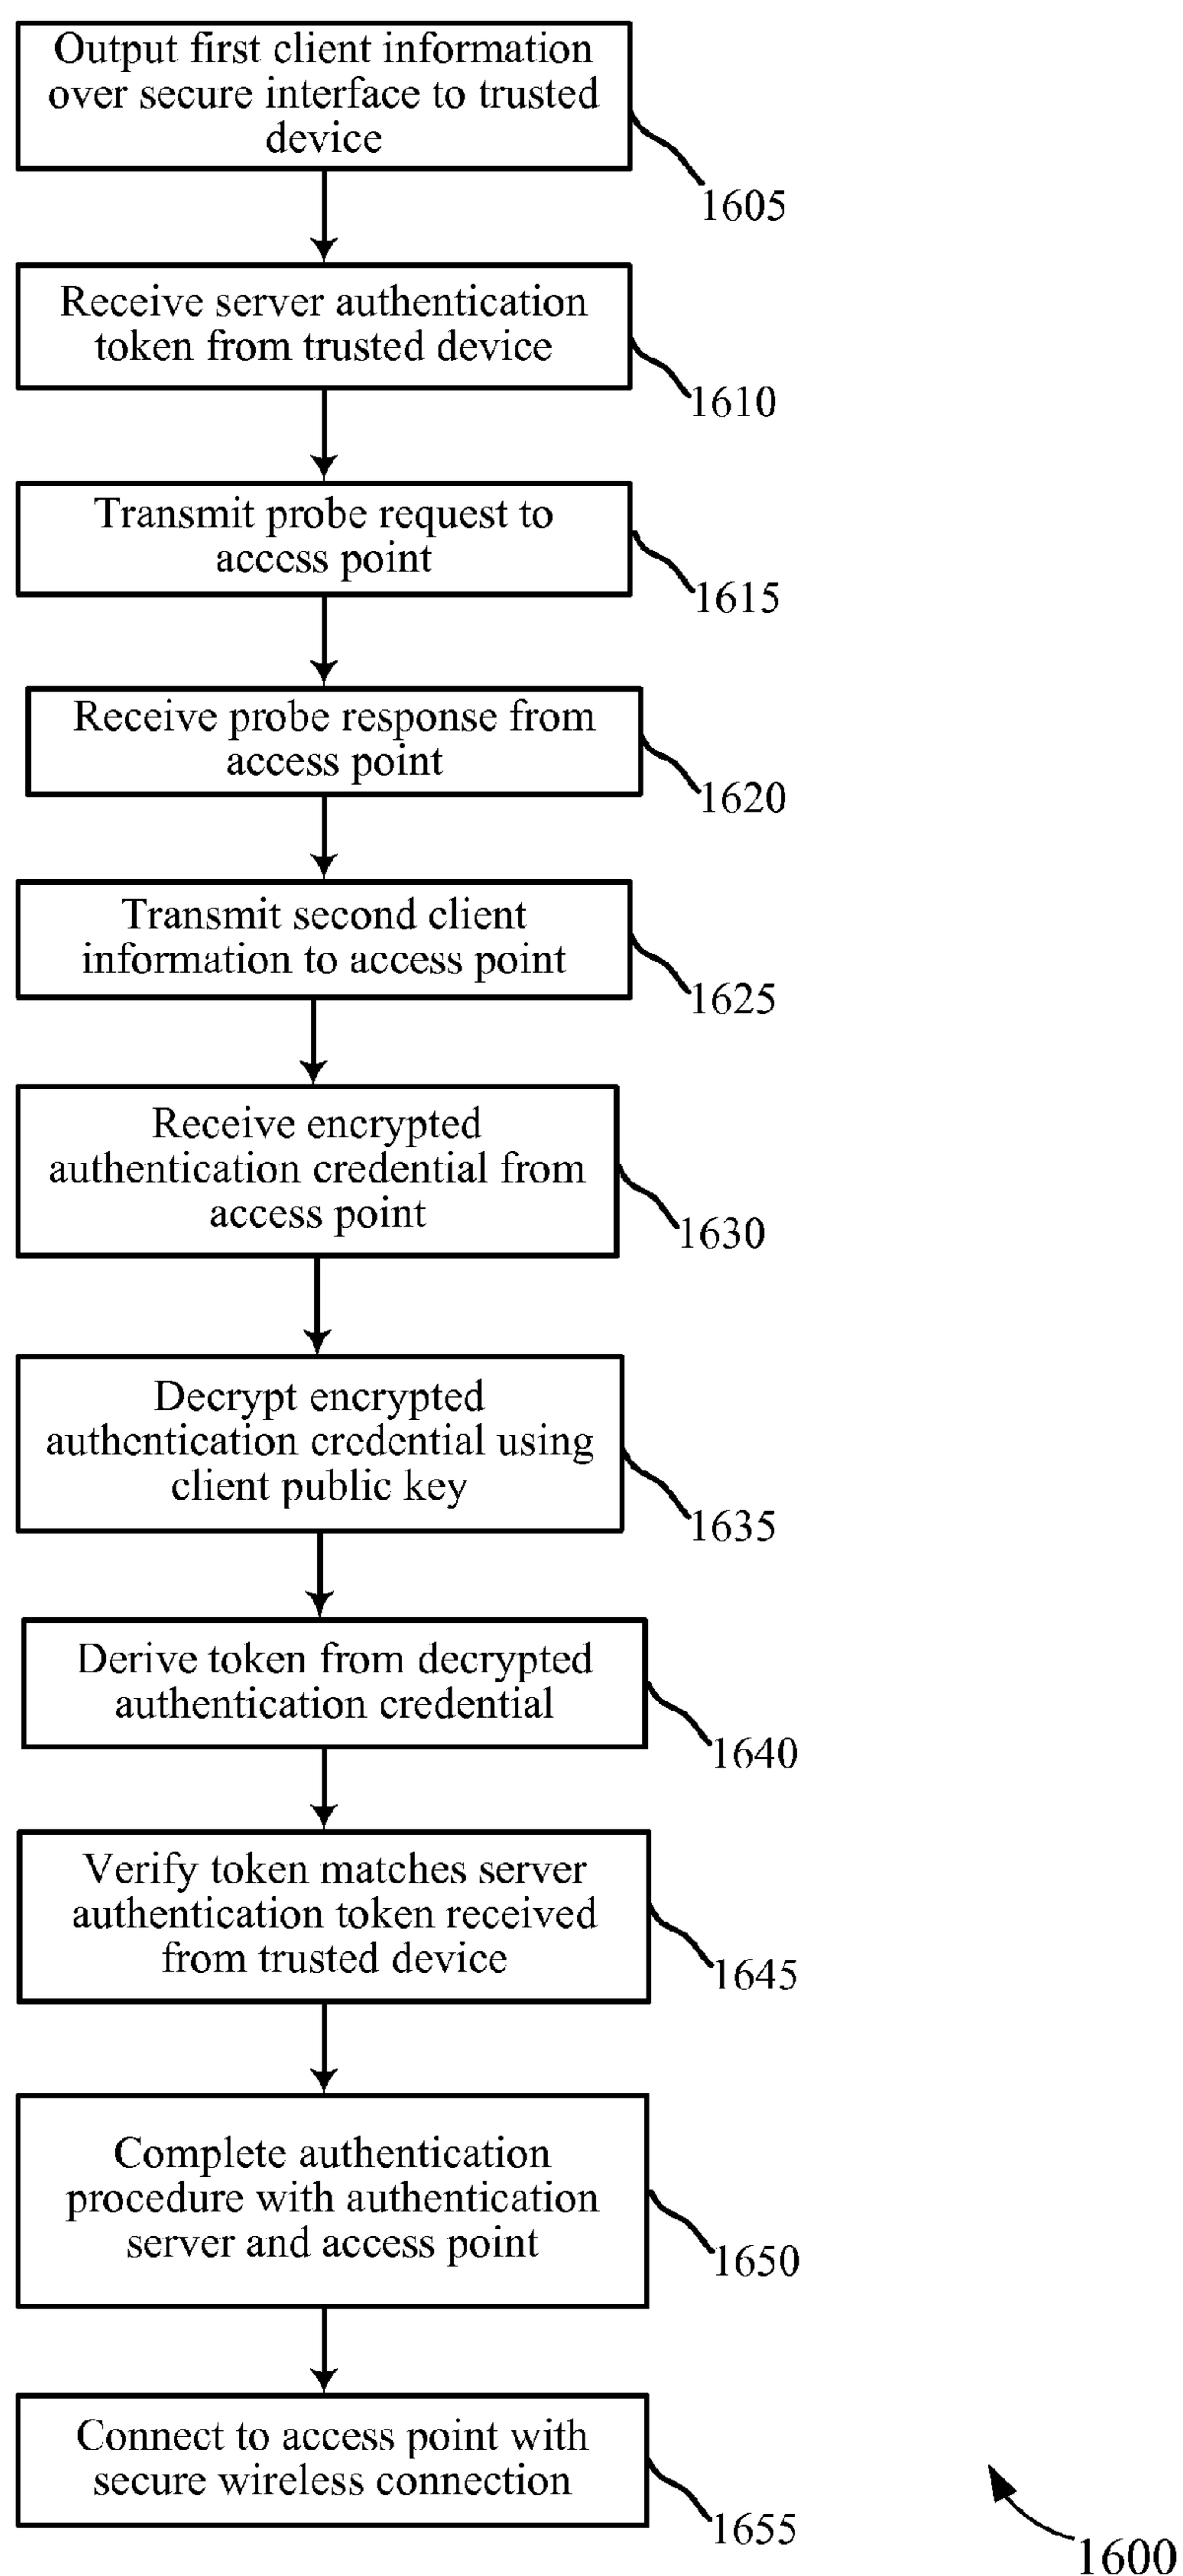 Output first client information
over secure interface to trusted
device
1605
Receive server authentication
token from trusted device
1610
Transmit probe request to
access point
1615
Receive probe response from
access point
1620
Transmit second client
information to access point
1625
Receive encrypted
authentication credential from
access point
1630
Decrypt encrypted
authentication credential using
client public key
1635
Derive token from decrypted
authentication credential
1640
Verify token matches server
authentication token received
from trusted device
1645
Complete authentication
procedure with authentication
server and access point
1650
Connect to access point with
secure wireless connection
1655
1600